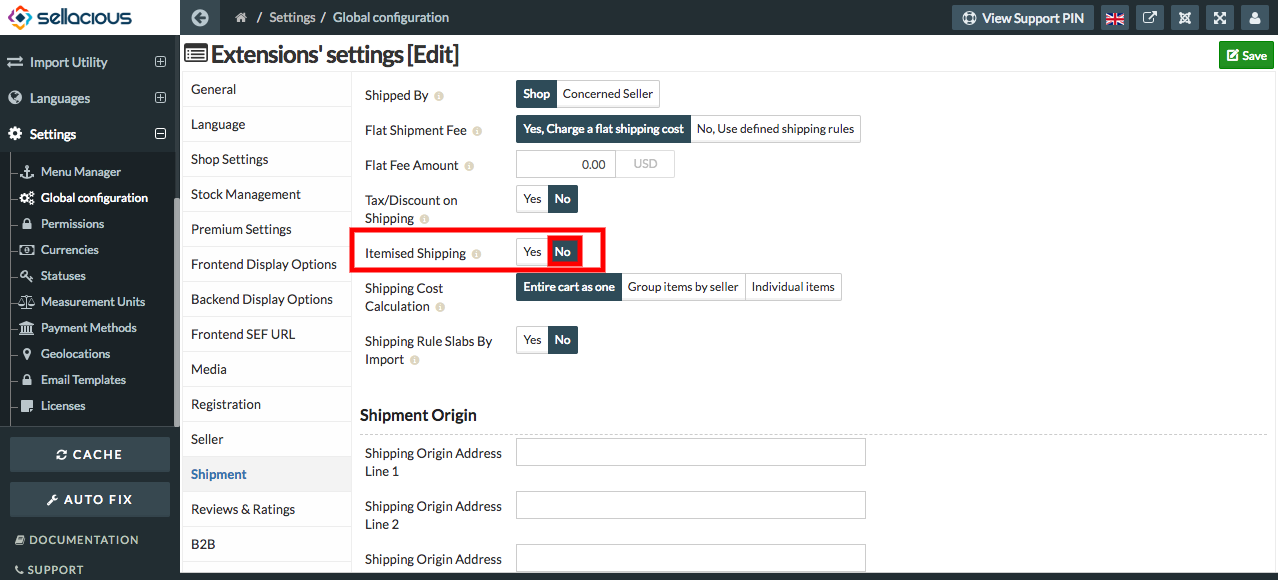 sellacious
/ Settings / Global configuration
View Support PIN
Import Utility
Languages
Settings
Menu Manager
Global configuration
Permissions
Currencies
Statuses
Measurement Units
Payment Methods
Geolocations
Email Templates
Licenses
CACHE
AUTO FIX
DOCUMENTATION
SUPPORT
Extensions' settings [Edit]
Save
General
Language
Shop Settings
Stock Management
Premium Settings
Frontend Display Options
Backend Display Options
Frontend SEF URL
Media
Registration
Seller
Shipment
Reviews & Ratings
B2B
Shipped By Shop Concerned Seller
Flat Shipment Fee Yes, Charge a flat shipping cost No, Use defined shipping rules
Flat Fee Amount 0.00 USD
Tax/Discount on Yes No
Shipping
Itemised Shipping Yes No
Shipping Cost Entire cart as one Group items by seller Individual items
Calculation
Shipping Rule Slabs By Yes No
Import
Shipment Origin
Shipping Origin Address
Line 1
Shipping Origin Address
Line 2
Shipping Origin Address